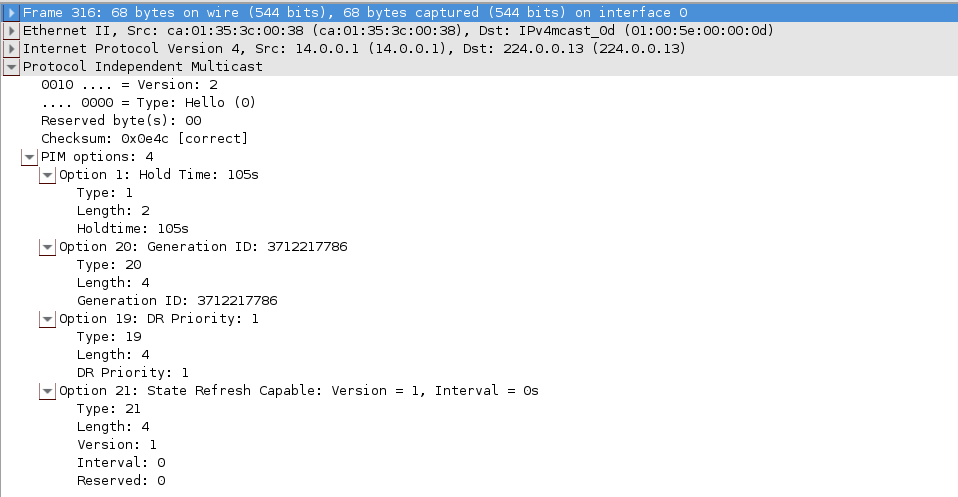 Frame 316: 68 bytes on wire (544 bits), 68 bytes captured (544 bits) on interface 0
Ethernet II, Src: ca:01:35:3c:00:38 (ca:01:35:3c:00:38), Dst: IPv4mcast_0d (01:00:5e:00:00:0d)
Internet Protocol Version 4, Src: 14.0.0.1 (14.0.0.1), Dst: 224.0.0.13 (224.0.0.13)
Protocol Independent Multicast
0010 .... = Version: 2
.... 0000 = Type: Hello (0)
Reserved byte(s): 00
Checksum: 0x0e4c [correct]
PIM options: 4
Option 1: Hold Time: 105s
Type: 1
Length: 2
Holdtime: 105s
Option 20: Generation ID: 3712217786
Type: 20
Length: 4
Generation ID: 3712217786
Option 19: DR Priority: 1
Type: 19
Length: 4
DR Priority: 1
Option 21: State Refresh Capable: Version = 1, Interval = 0s
Type: 21
Length: 4
Version: 1
Interval: 0
Reserved: 0